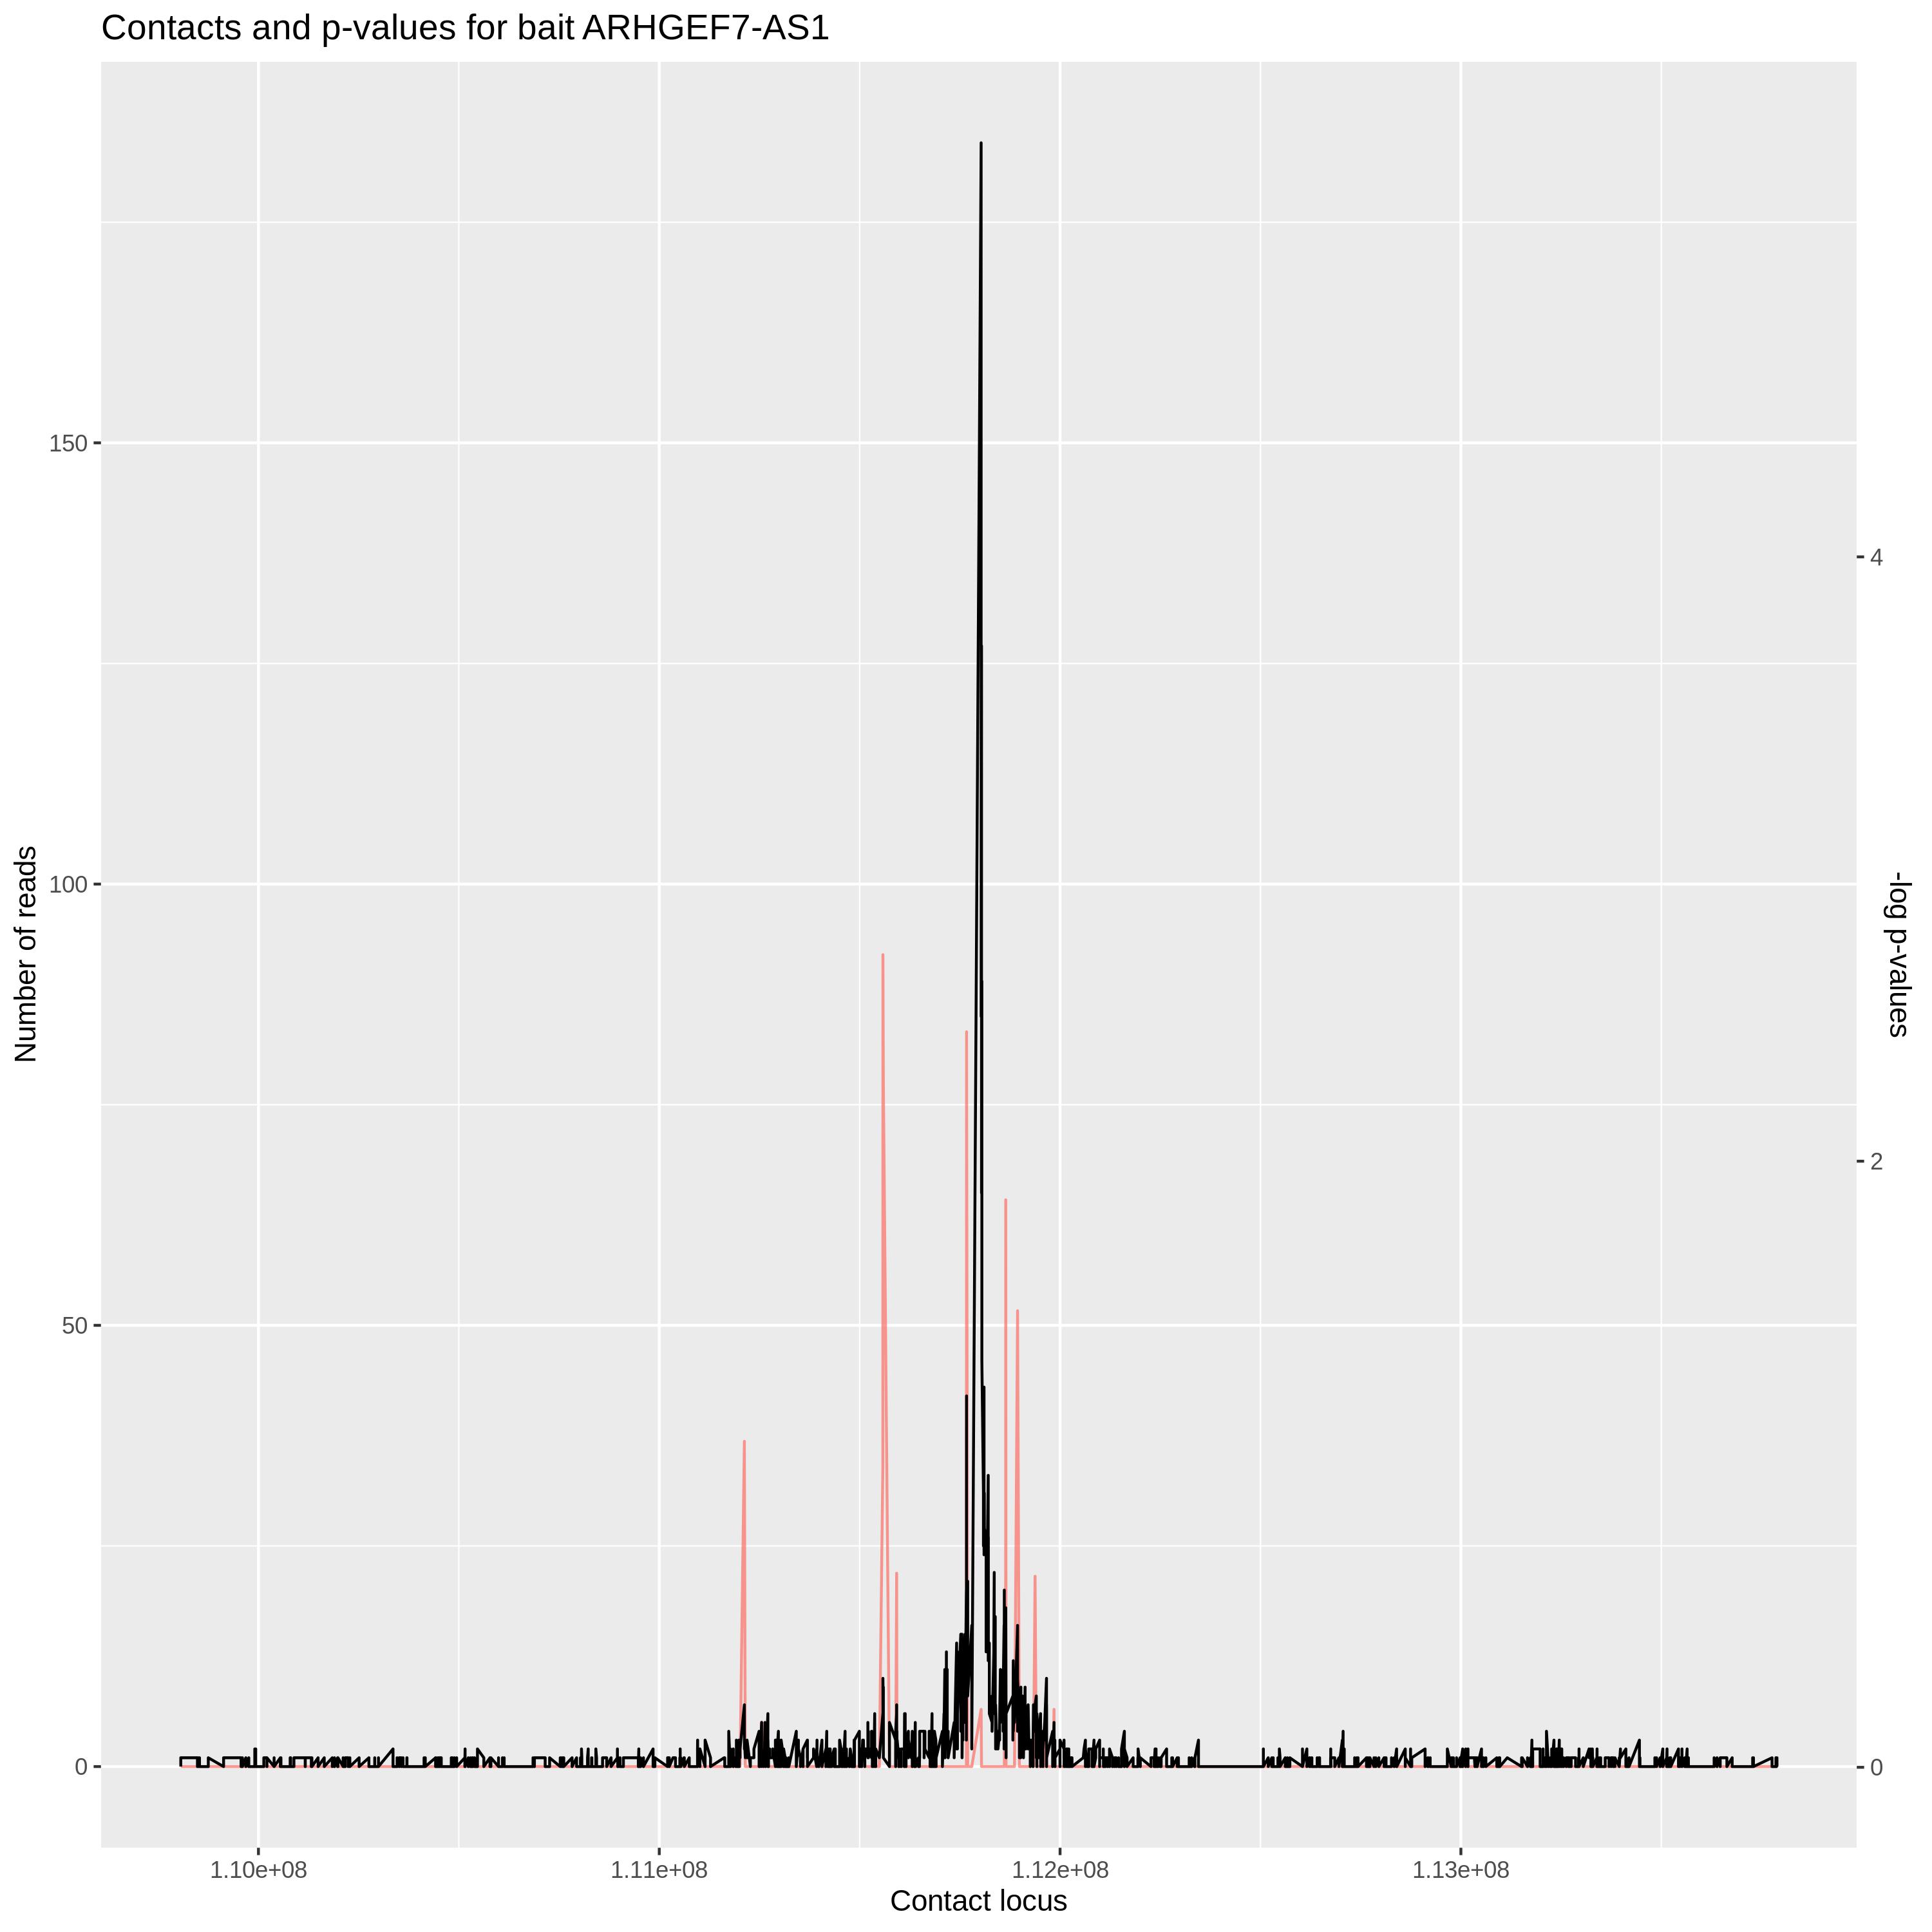 Contacts and p-values for bait ARHGEF7-AS1
Number of reads
150
100
50
0
4
2
0
-log p-values
1.10e+08
1.11e+08
1.12e+08
1.13e+08
Contact locus